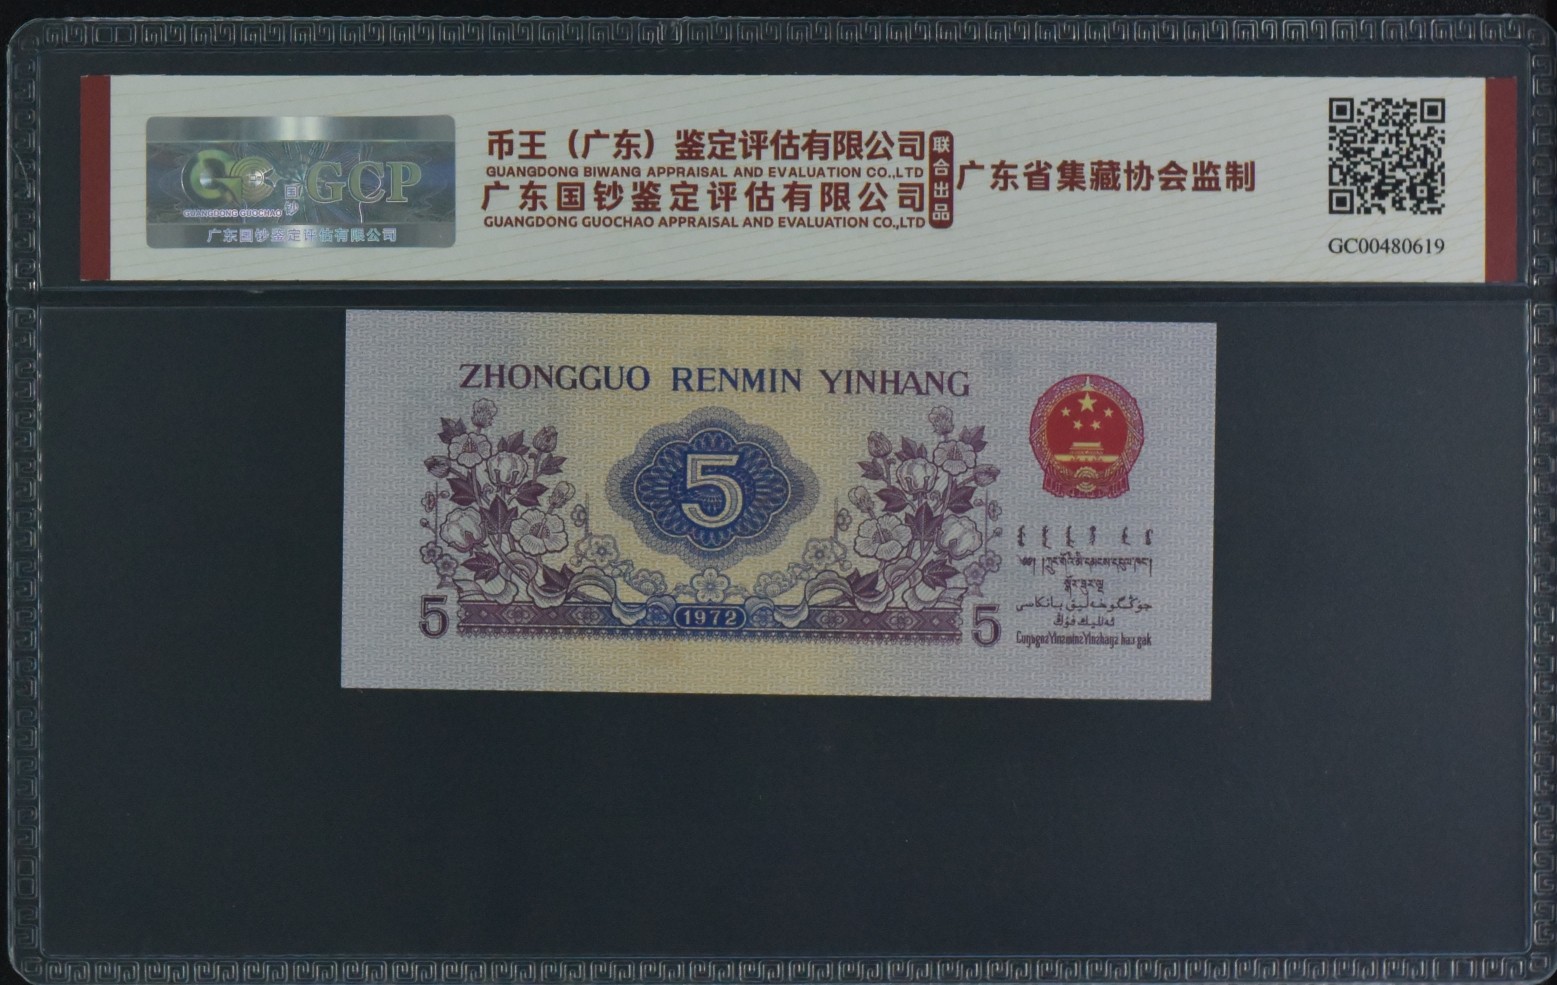 GCP
国钞
GUANGDONG GUOCHAO
广东国钞鉴定评估有限公司
币王（广东）鉴定评估有限公司
GUANGDONG BIWANG APPRAISAL AND EVALUATION CO.,LTD
广东国钞鉴定评估有限公司
GUANGDONG GUOCHAO APPRAISAL AND EVALUATION CO.,LTD
联合出品
广东省集藏协会监制
GC00480619
ZHONGGUO RENMIN YINHANG
5
5
1972
5